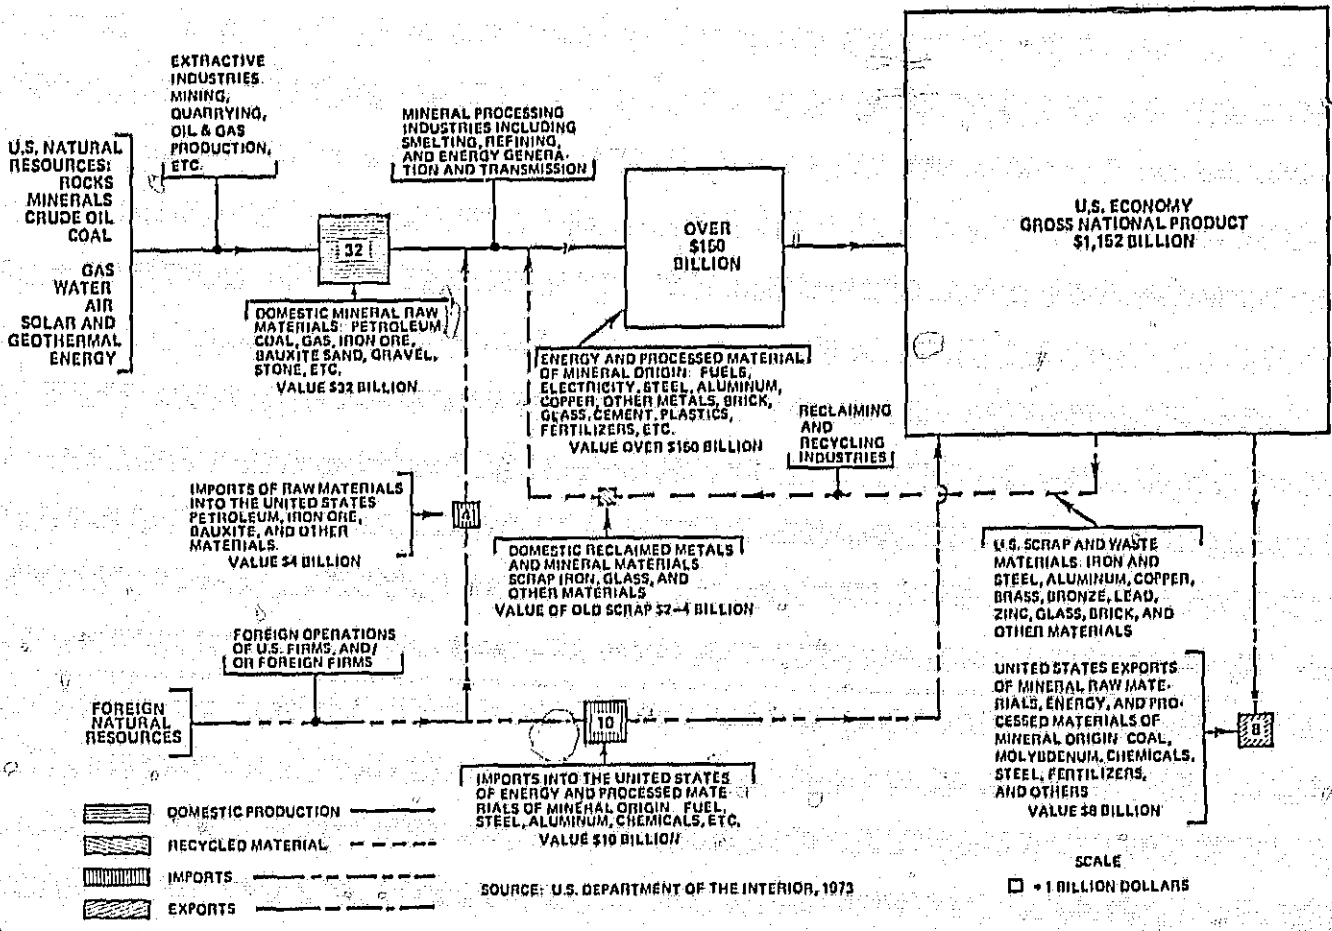 EXTRACTIVE
INDUSTRIES.
MINING,
QUARRYING,
OIL & GAS
PRODUCTION,
ETC.
MINERAL PROCESSING
INDUSTRIES INCLUDING
SMELTING, REFINING,
AND ENERGY GENERA-
TION AND TRANSMISSION
U.S. NATURAL
RESOURCES:
ROCKS
MINERALS
CRUDE OIL
COAL
GAS
WATER
AIR
SOLAR AND
GEOTHERMAL
ENERGY
32
OVER
$150
BILLION
U.S. ECONOMY
GROSS NATIONAL PRODUCT
$1,152 BILLION
DOMESTIC MINERAL RAW
MATERIALS: PETROLEUM
COAL, GAS, IRON ORE,
BAUXITE SAND, GRAVEL,
STONE, ETC.
VALUE $32 BILLION
ENERGY AND PROCESSED MATERIAL
OF MINERAL ORIGIN: FUELS,
ELECTRICITY, STEEL, ALUMINUM,
COPPER, OTHER METALS, BRICK,
GLASS, CEMENT, PLASTICS,
FERTILIZERS, ETC.
VALUE OVER $150 BILLION
RECLAIMING
AND
RECYCLING
INDUSTRIES
IMPORTS OF RAW MATERIALS
INTO THE UNITED STATES
PETROLEUM, IRON ORE,
BAUXITE, AND OTHER
MATERIALS.
VALUE $4 BILLION
4
DOMESTIC RECLAIMED METALS
AND MINERAL MATERIALS
SCRAP IRON, GLASS, AND
OTHER MATERIALS
VALUE OF OLD SCRAP $2-4 BILLION
U.S. SCRAP AND WASTE
MATERIALS: IRON AND
STEEL, ALUMINUM, COPPER,
BRASS, BRONZE, LEAD,
ZINC, GLASS, BRICK, AND
OTHER MATERIALS
FOREIGN OPERATIONS
OF U.S. FIRMS, AND/
OR FOREIGN FIRMS
FOREIGN
NATURAL
RESOURCES
10
UNITED STATES EXPORTS
OF MINERAL RAW MATE-
RIALS, ENERGY, AND PRO-
CESSED MATERIALS OF
MINERAL ORIGIN: COAL,
MOLYBDENUM, CHEMICALS,
STEEL, FERTILIZERS,
AND OTHERS
VALUE $8 BILLION
8
IMPORTS INTO THE UNITED STATES
OF ENERGY AND PROCESSED MATE-
RIALS OF MINERAL ORIGIN: FUEL,
STEEL, ALUMINUM, CHEMICALS, ETC.
VALUE $10 BILLION
DOMESTIC PRODUCTION
RECYCLED MATERIAL
IMPORTS
EXPORTS
SOURCE: U.S. DEPARTMENT OF THE INTERIOR, 1973
SCALE
= 1 BILLION DOLLARS